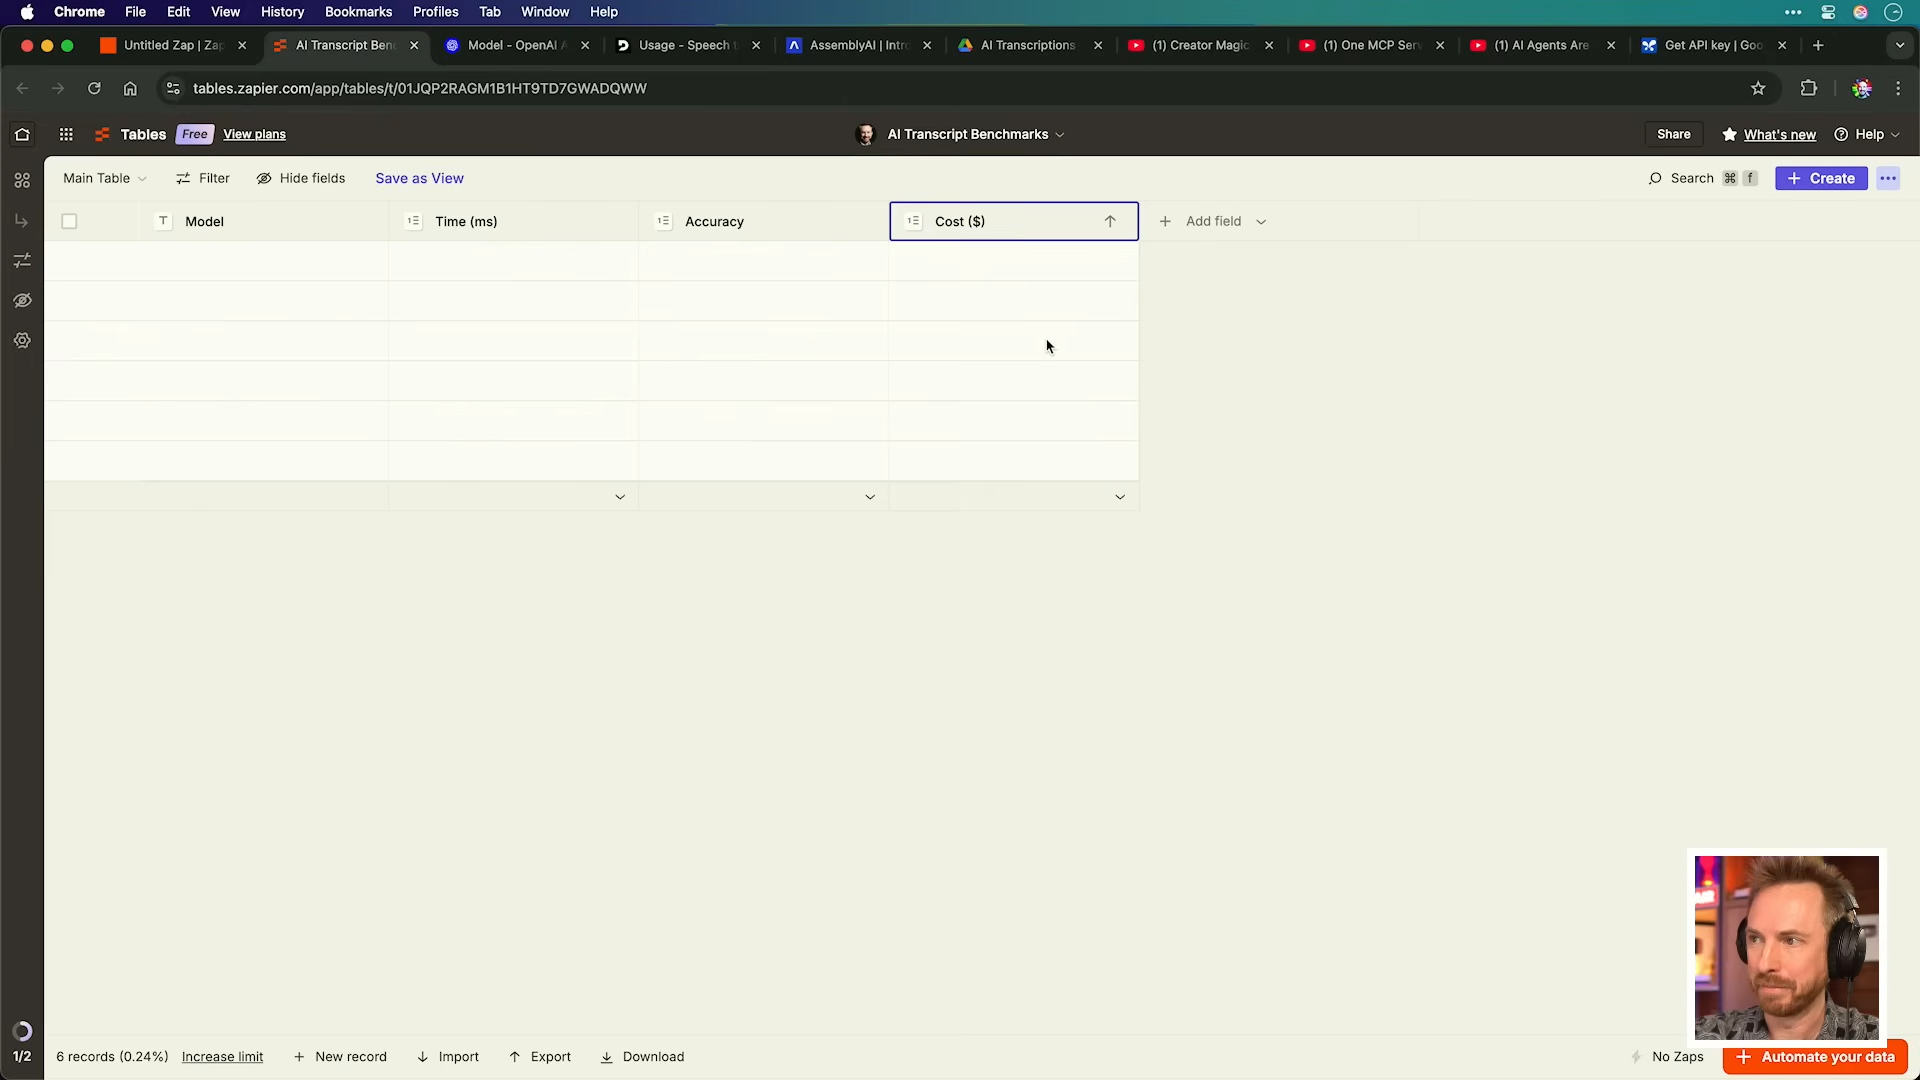 Chrome File Edit View History Bookmarks Profiles Tab Window Help
Untitled Zap | Zap
AI Transcript Ben
Model - OpenAI A
Usage - Speech t
AssemblyAI | Intr
AI Transcriptions
(1) Creator Magic
(1) One MCP Serv
(1) AI Agents Are
Get API key | Goo
tables.zapier.com/app/tables/t/01JQP2RAGM1B1HT9TD7GWADQWW
Tables Free View plans
AI Transcript Benchmarks
Share What's new Help
Main Table Filter Hide fields Save as View
Search ⌘ f + Create
Model Time (ms) Accuracy Cost ($) + Add field
1/2 6 records (0.24%) Increase limit + New record Import Export Download
No Zaps + Automate your data